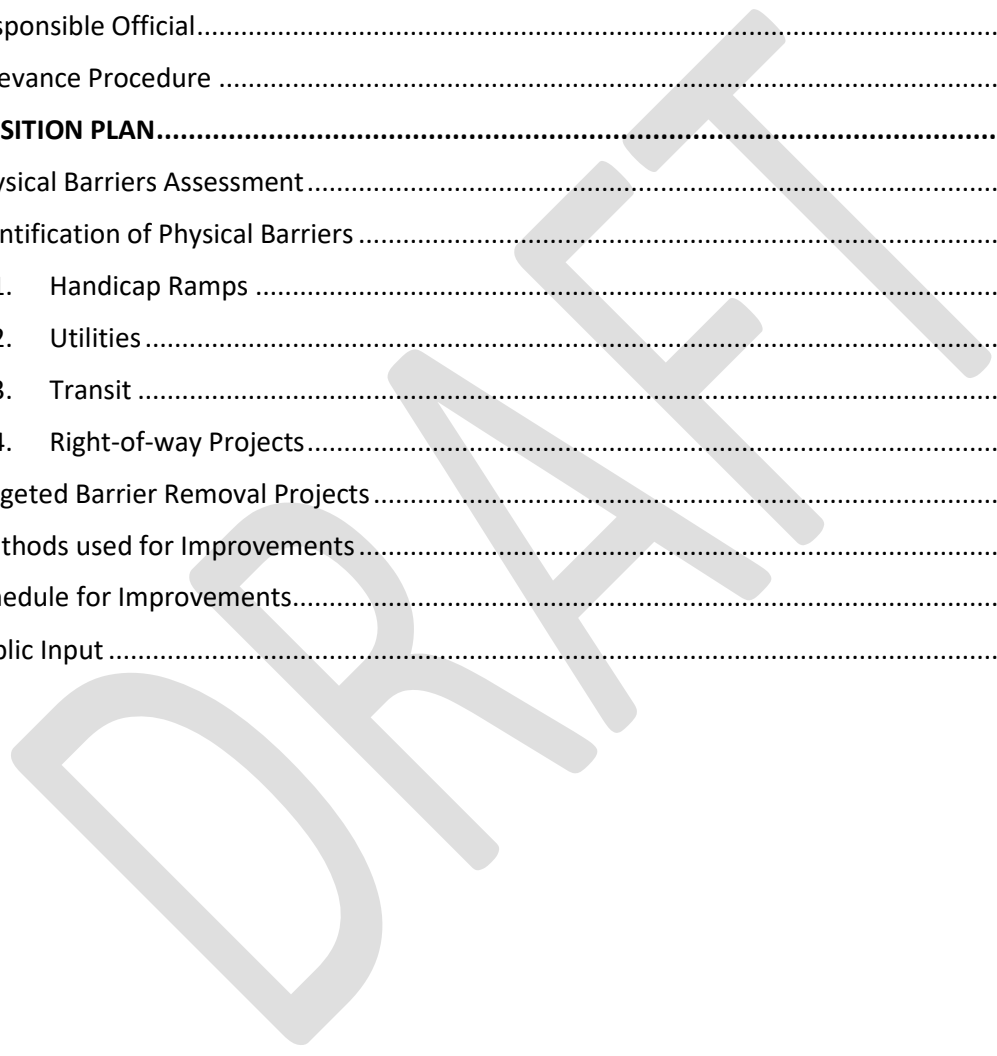 sponsible Official
evance Procedure
SITION PLAN
ysical Barriers Assessment
ntification of Physical Barriers
1. Handicap Ramps
2. Utilities
3. Transit
4. Right-of-way Projects
geted Barrier Removal Projects
thods used for Improvements
hedule for Improvements
blic Input
DRAFT